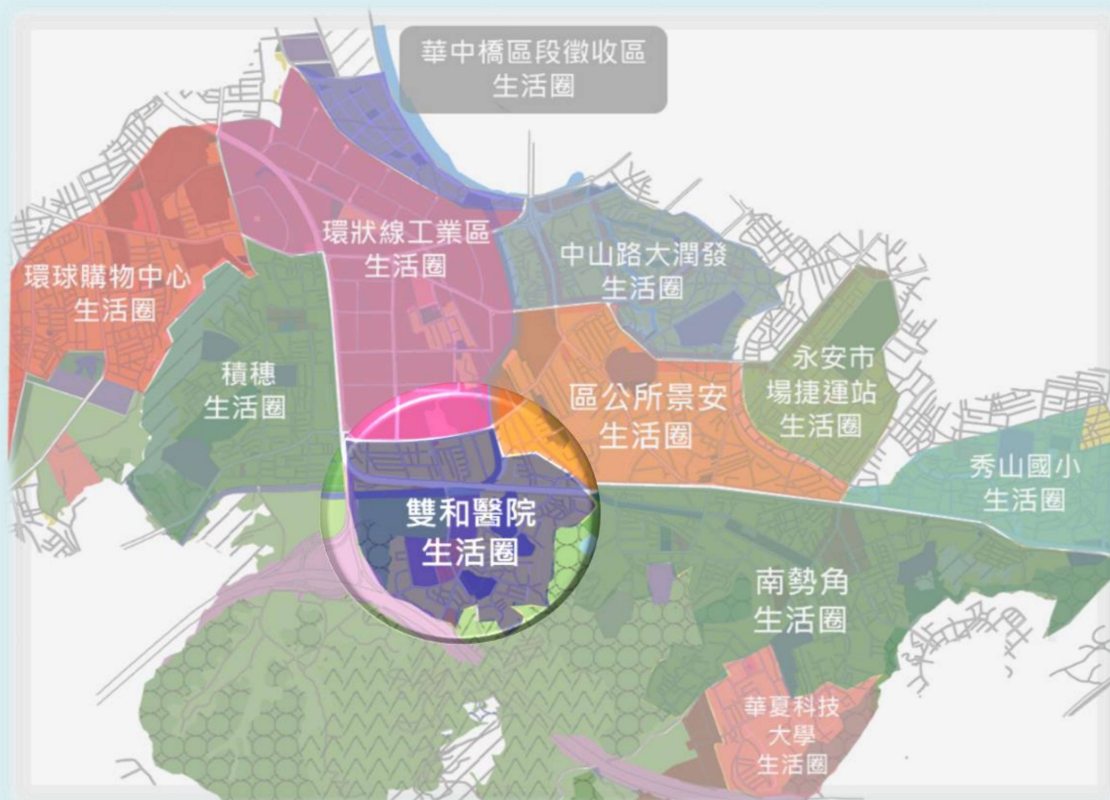 華中橋區段徵收區
生活圈
環狀線工業區
生活圈
中山路大潤發
生活圈
環球購物中心
生活圈
積穗
生活圈
區公所景安
生活圈
永安市
場捷運站
生活圈
秀山國小
生活圈
雙和醫院
生活圈
南勢角
生活圈
華夏科技
大學
生活圈